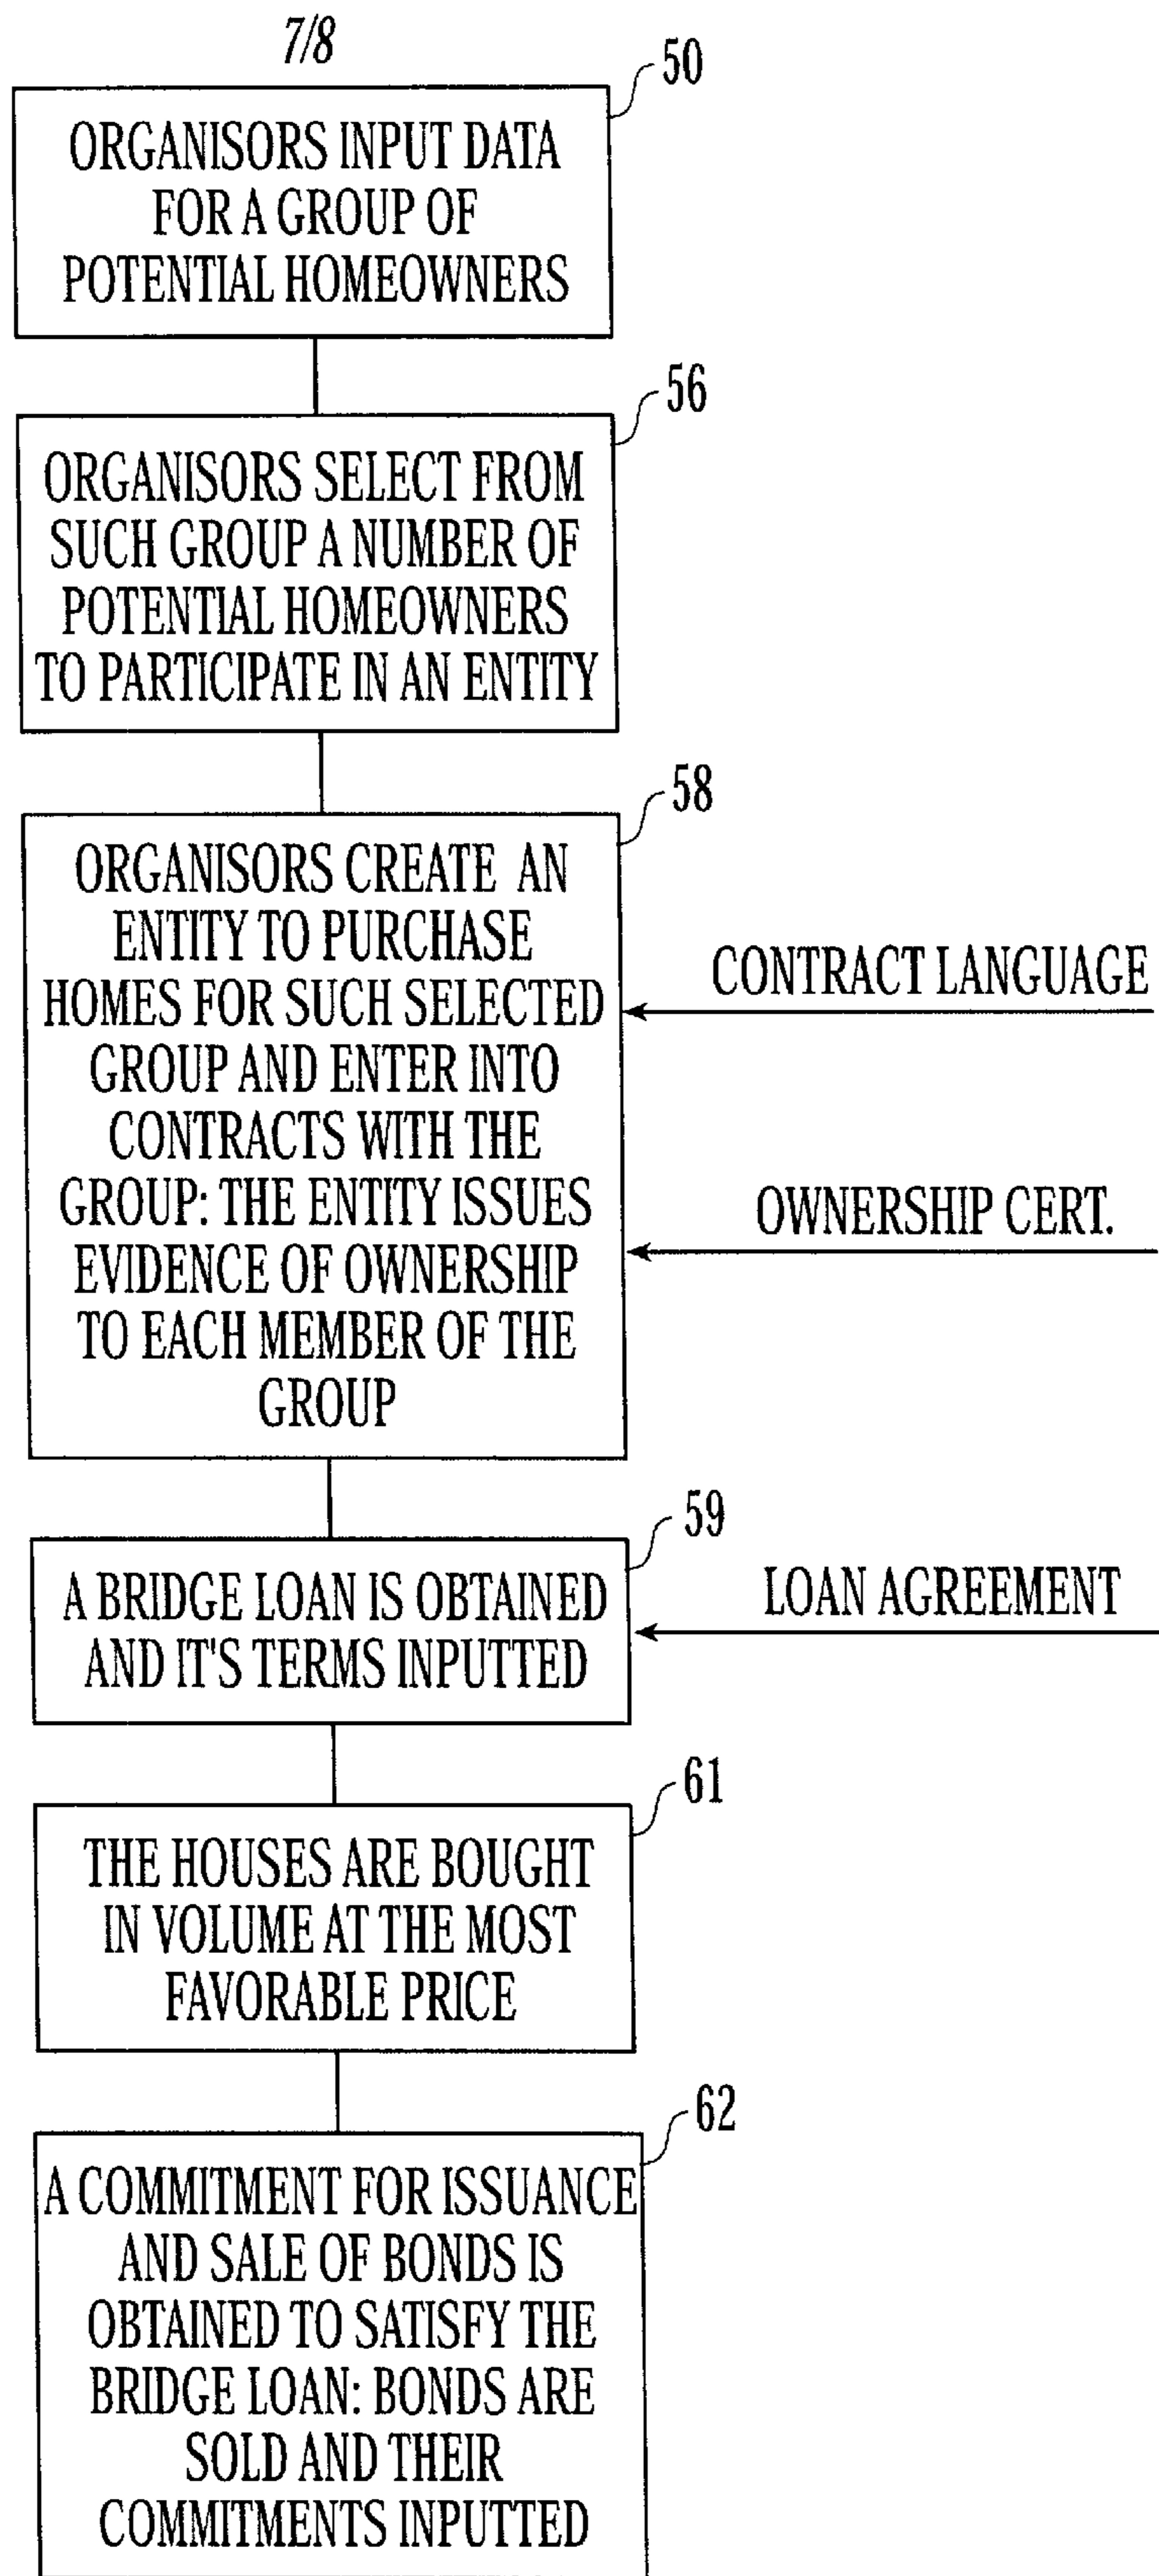 7/8
50
ORGANISORS INPUT DATA
FOR A GROUP OF
POTENTIAL HOMEOWNERS
56
ORGANISORS SELECT FROM
SUCH GROUP A NUMBER OF
POTENTIAL HOMEOWNERS
TO PARTICIPATE IN AN ENTITY
58
ORGANISORS CREATE AN
ENTITY TO PURCHASE
HOMES FOR SUCH SELECTED
GROUP AND ENTER INTO
CONTRACTS WITH THE
GROUP: THE ENTITY ISSUES
EVIDENCE OF OWNERSHIP
TO EACH MEMBER OF THE
GROUP
CONTRACT LANGUAGE
OWNERSHIP CERT.
59
A BRIDGE LOAN IS OBTAINED
AND IT'S TERMS INPUTTED
LOAN AGREEMENT
61
THE HOUSES ARE BOUGHT
IN VOLUME AT THE MOST
FAVORABLE PRICE
62
A COMMITMENT FOR ISSUANCE
AND SALE OF BONDS IS
OBTAINED TO SATISFY THE
BRIDGE LOAN: BONDS ARE
SOLD AND THEIR
COMMITMENTS INPUTTED